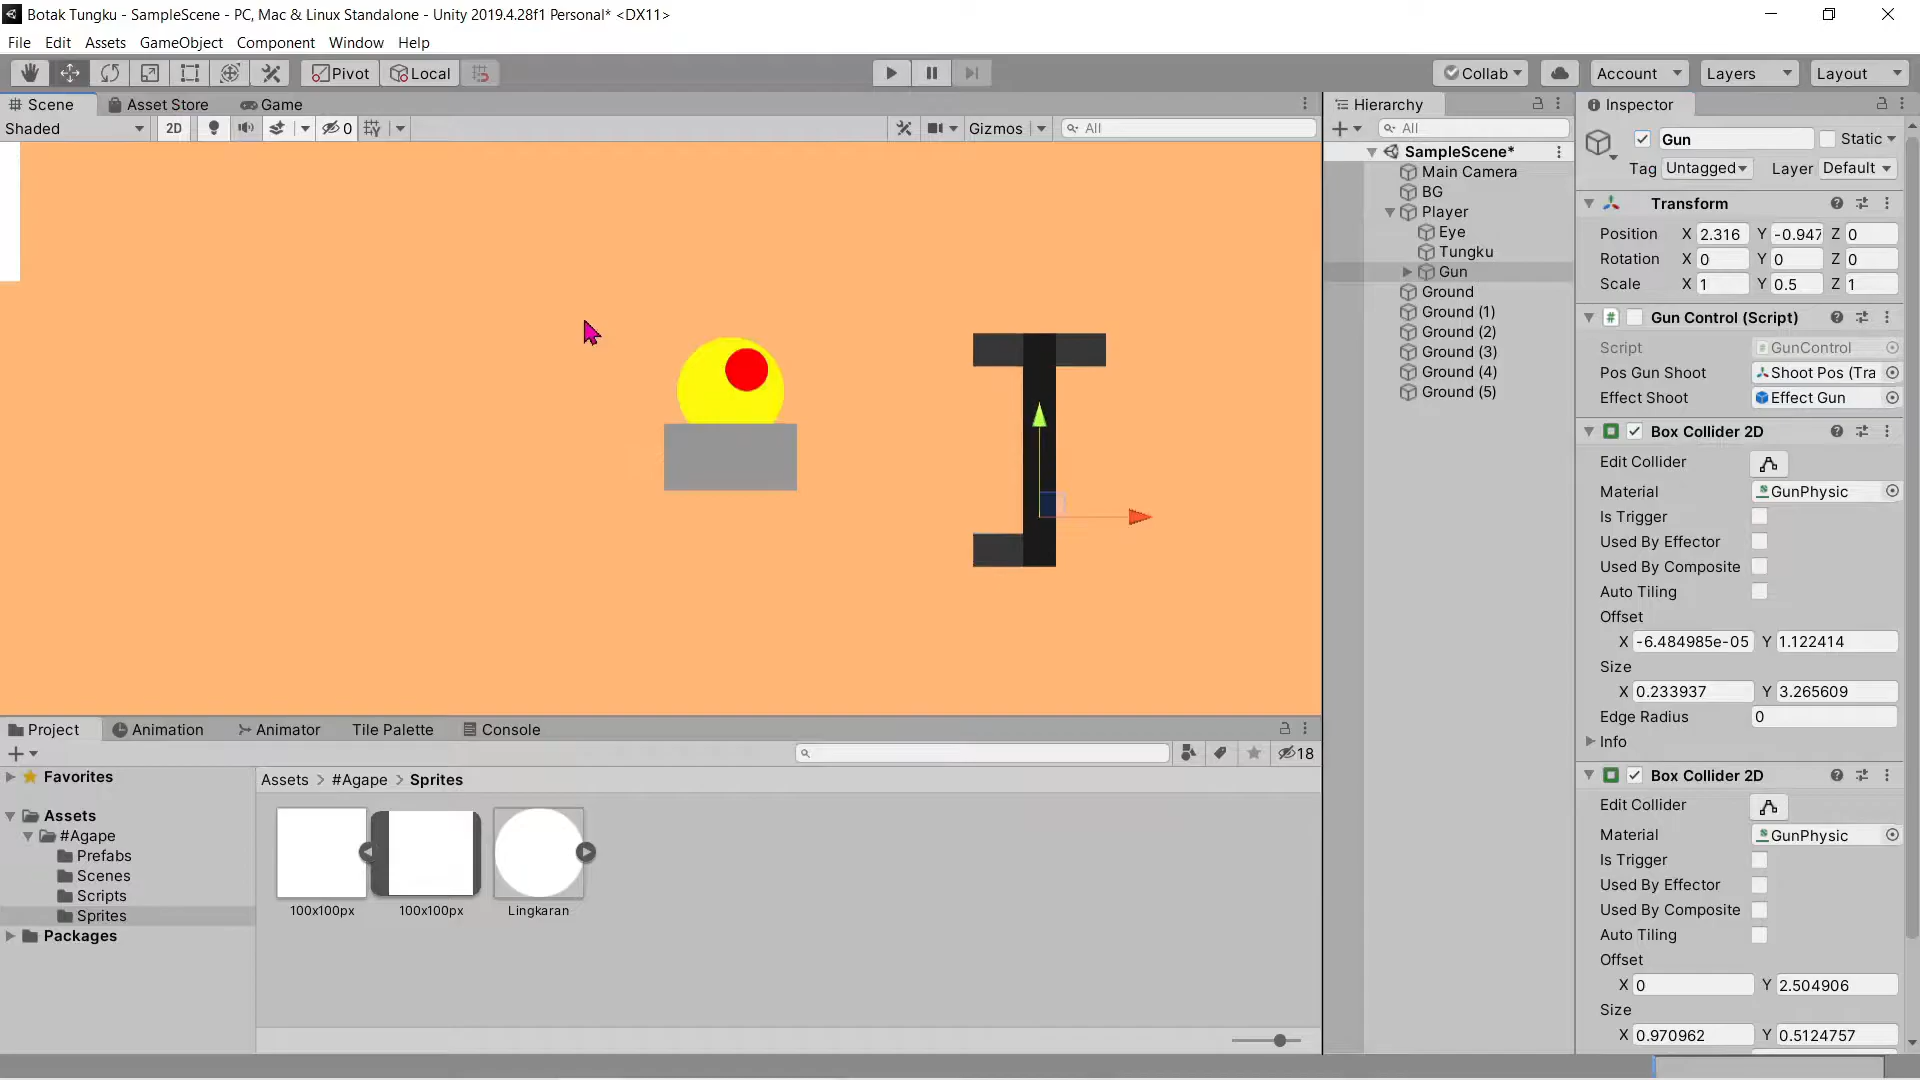 Botak Tungku - SampleScene - PC, Mac & Linux Standalone - Unity 2019.4.28f1 Personal* <DX11>
File Edit Assets GameObject Component Window Help
Pivot Local Collab Account Layers Layout
Scene Asset Store Game
Shaded 2D 0 Gizmos All
Hierarchy
All
SampleScene*
Main Camera
BG
Player
Eye
Tungku
Gun
Ground
Ground (1)
Ground (2)
Ground (3)
Ground (4)
Ground (5)
Inspector
Gun Static
Tag Untagged Layer Default
Transform
Position X 2.316 Y -0.947 Z 0
Rotation X 0 Y 0 Z 0
Scale X 1 Y 0.5 Z 1
# Gun Control (Script)
Script GunControl
Pos Gun Shoot Shoot Pos (Tra
Effect Shoot Effect Gun
Box Collider 2D
Edit Collider
Material GunPhysic
Is Trigger
Used By Effector
Used By Composite
Auto Tiling
Offset
X -6.484985e-05 Y 1.122414
Size
X 0.233937 Y 3.265609
Edge Radius 0
Info
Box Collider 2D
Edit Collider
Material GunPhysic
Is Trigger
Used By Effector
Used By Composite
Auto Tiling
Offset
X 0 Y 2.504906
Size
X 0.970962 Y 0.5124757
Project Animation Animator Tile Palette Console
18
Favorites
Assets
#Agape
Prefabs
Scenes
Scripts
Sprites
Packages
Assets > #Agape > Sprites
100x100px 100x100px Lingkaran